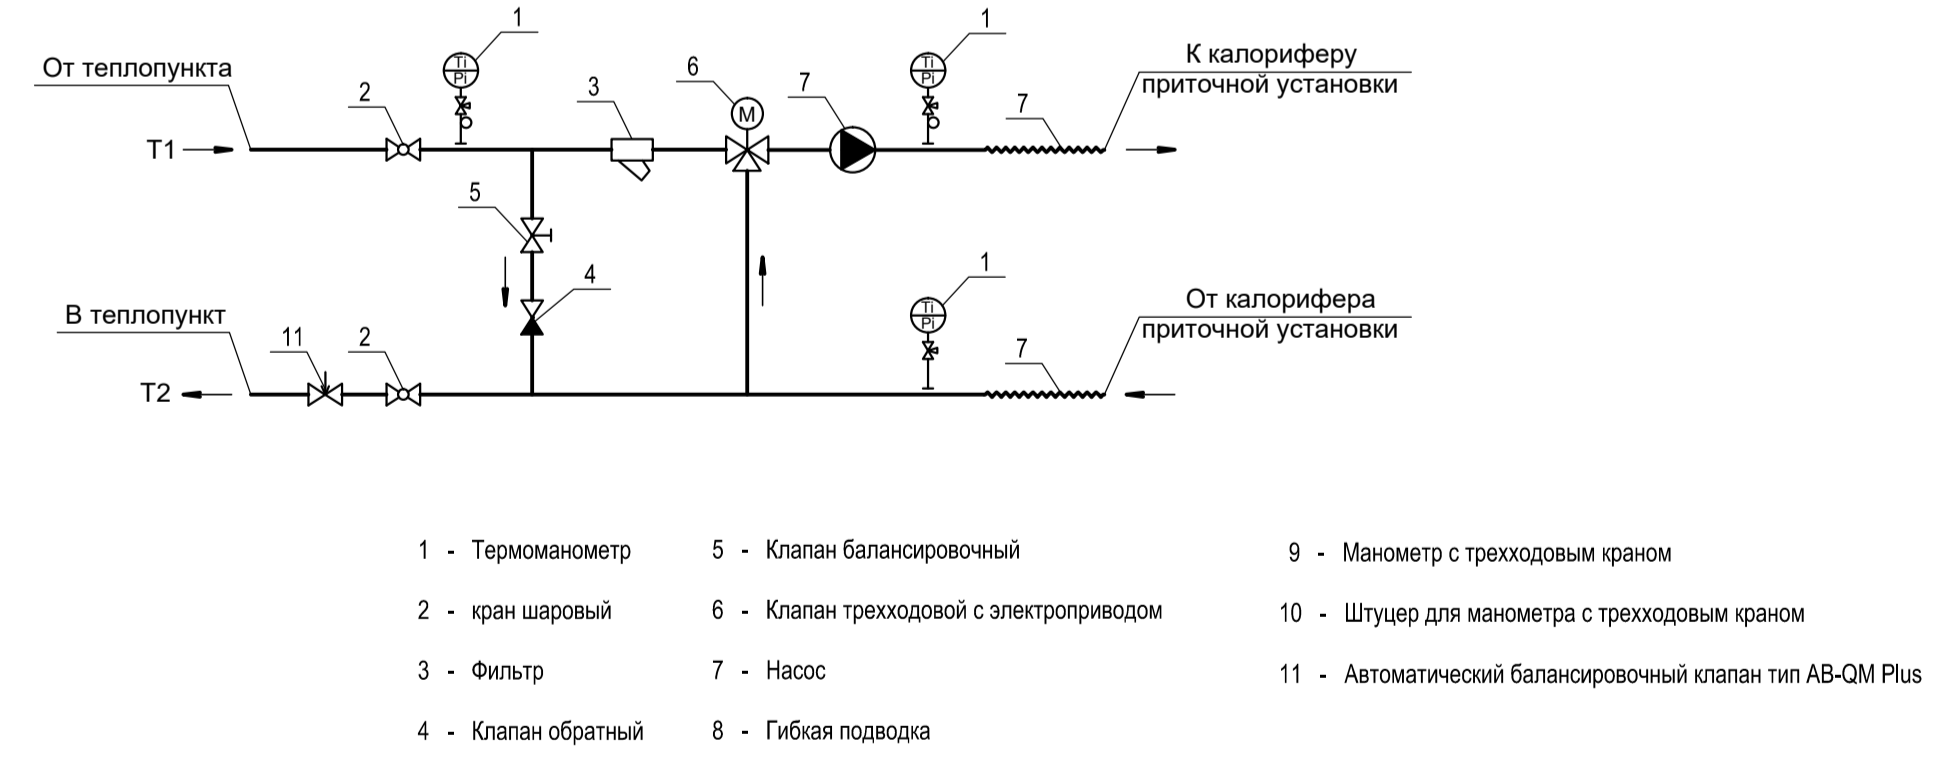 1
1
От теплопункта
Ti
Pi
Ti
Pi
К калориферу
приточной установки
2
3
6
7
7
M
T1
5
4
1
В теплопункт
Ti
Pi
От калорифера
приточной установки
11
2
7
T2
1 - Термоманометр
2 - кран шаровый
3 - Фильтр
4 - Клапан обратный
5 - Клапан балансировочный
6 - Клапан трехходовой с электроприводом
7 - Насос
8 - Гибкая подводка
9 - Манометр с трехходовым краном
10 - Штуцер для манометра с трехходовым краном
11 - Автоматический балансировочный клапан тип AB-QM Plus